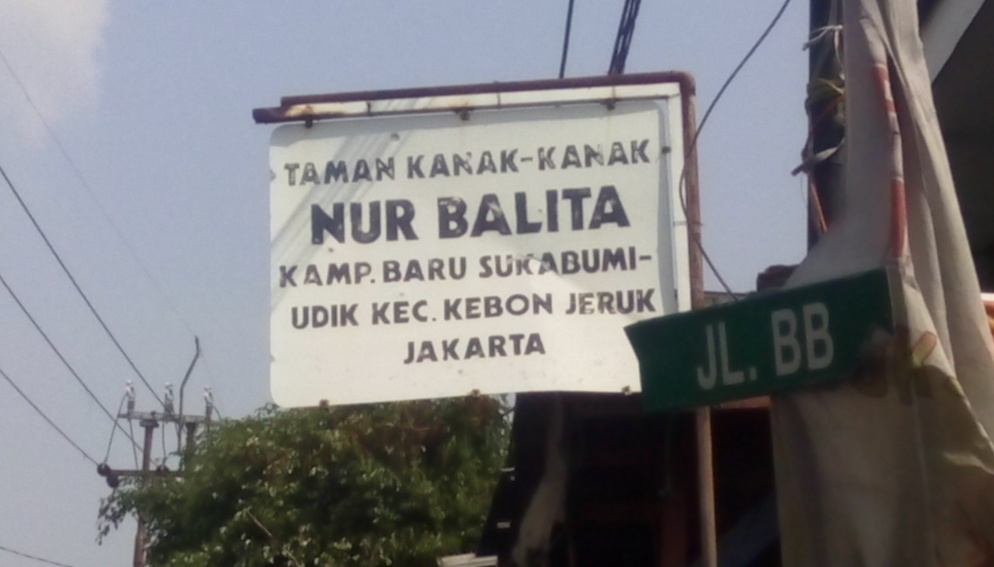 TAMAN KANAK-KANAK
NUR BALITA
KAMP. BARU SUKABUMI-
UDIK KEC. KEBON JERUK
JAKARTA
JL. BB